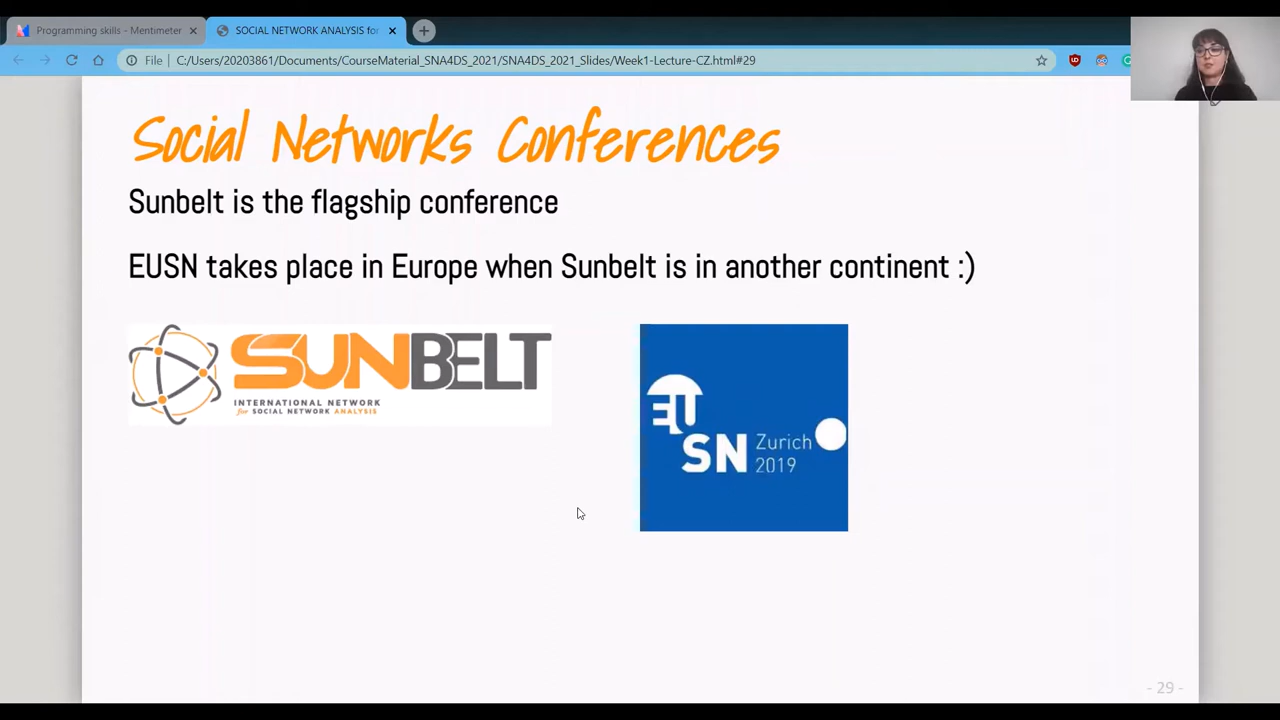 Programming skills - Mentimeter
SOCIAL NETWORK ANALYSIS for
File
C:/Users/20203861/Documents/CourseMaterial_SNA4DS_2021/SNA4DS_2021_Slides/Week1-Lecture-CZ.html#29
Social Networks Conferences
Sunbelt is the flagship conference
EUSN takes place in Europe when Sunbelt is in another continent :)
SUNBELT
INTERNATIONAL NETWORK
for SOCIAL NETWORK ANALYSIS
EU
SN
Zurich
2019
- 29 -